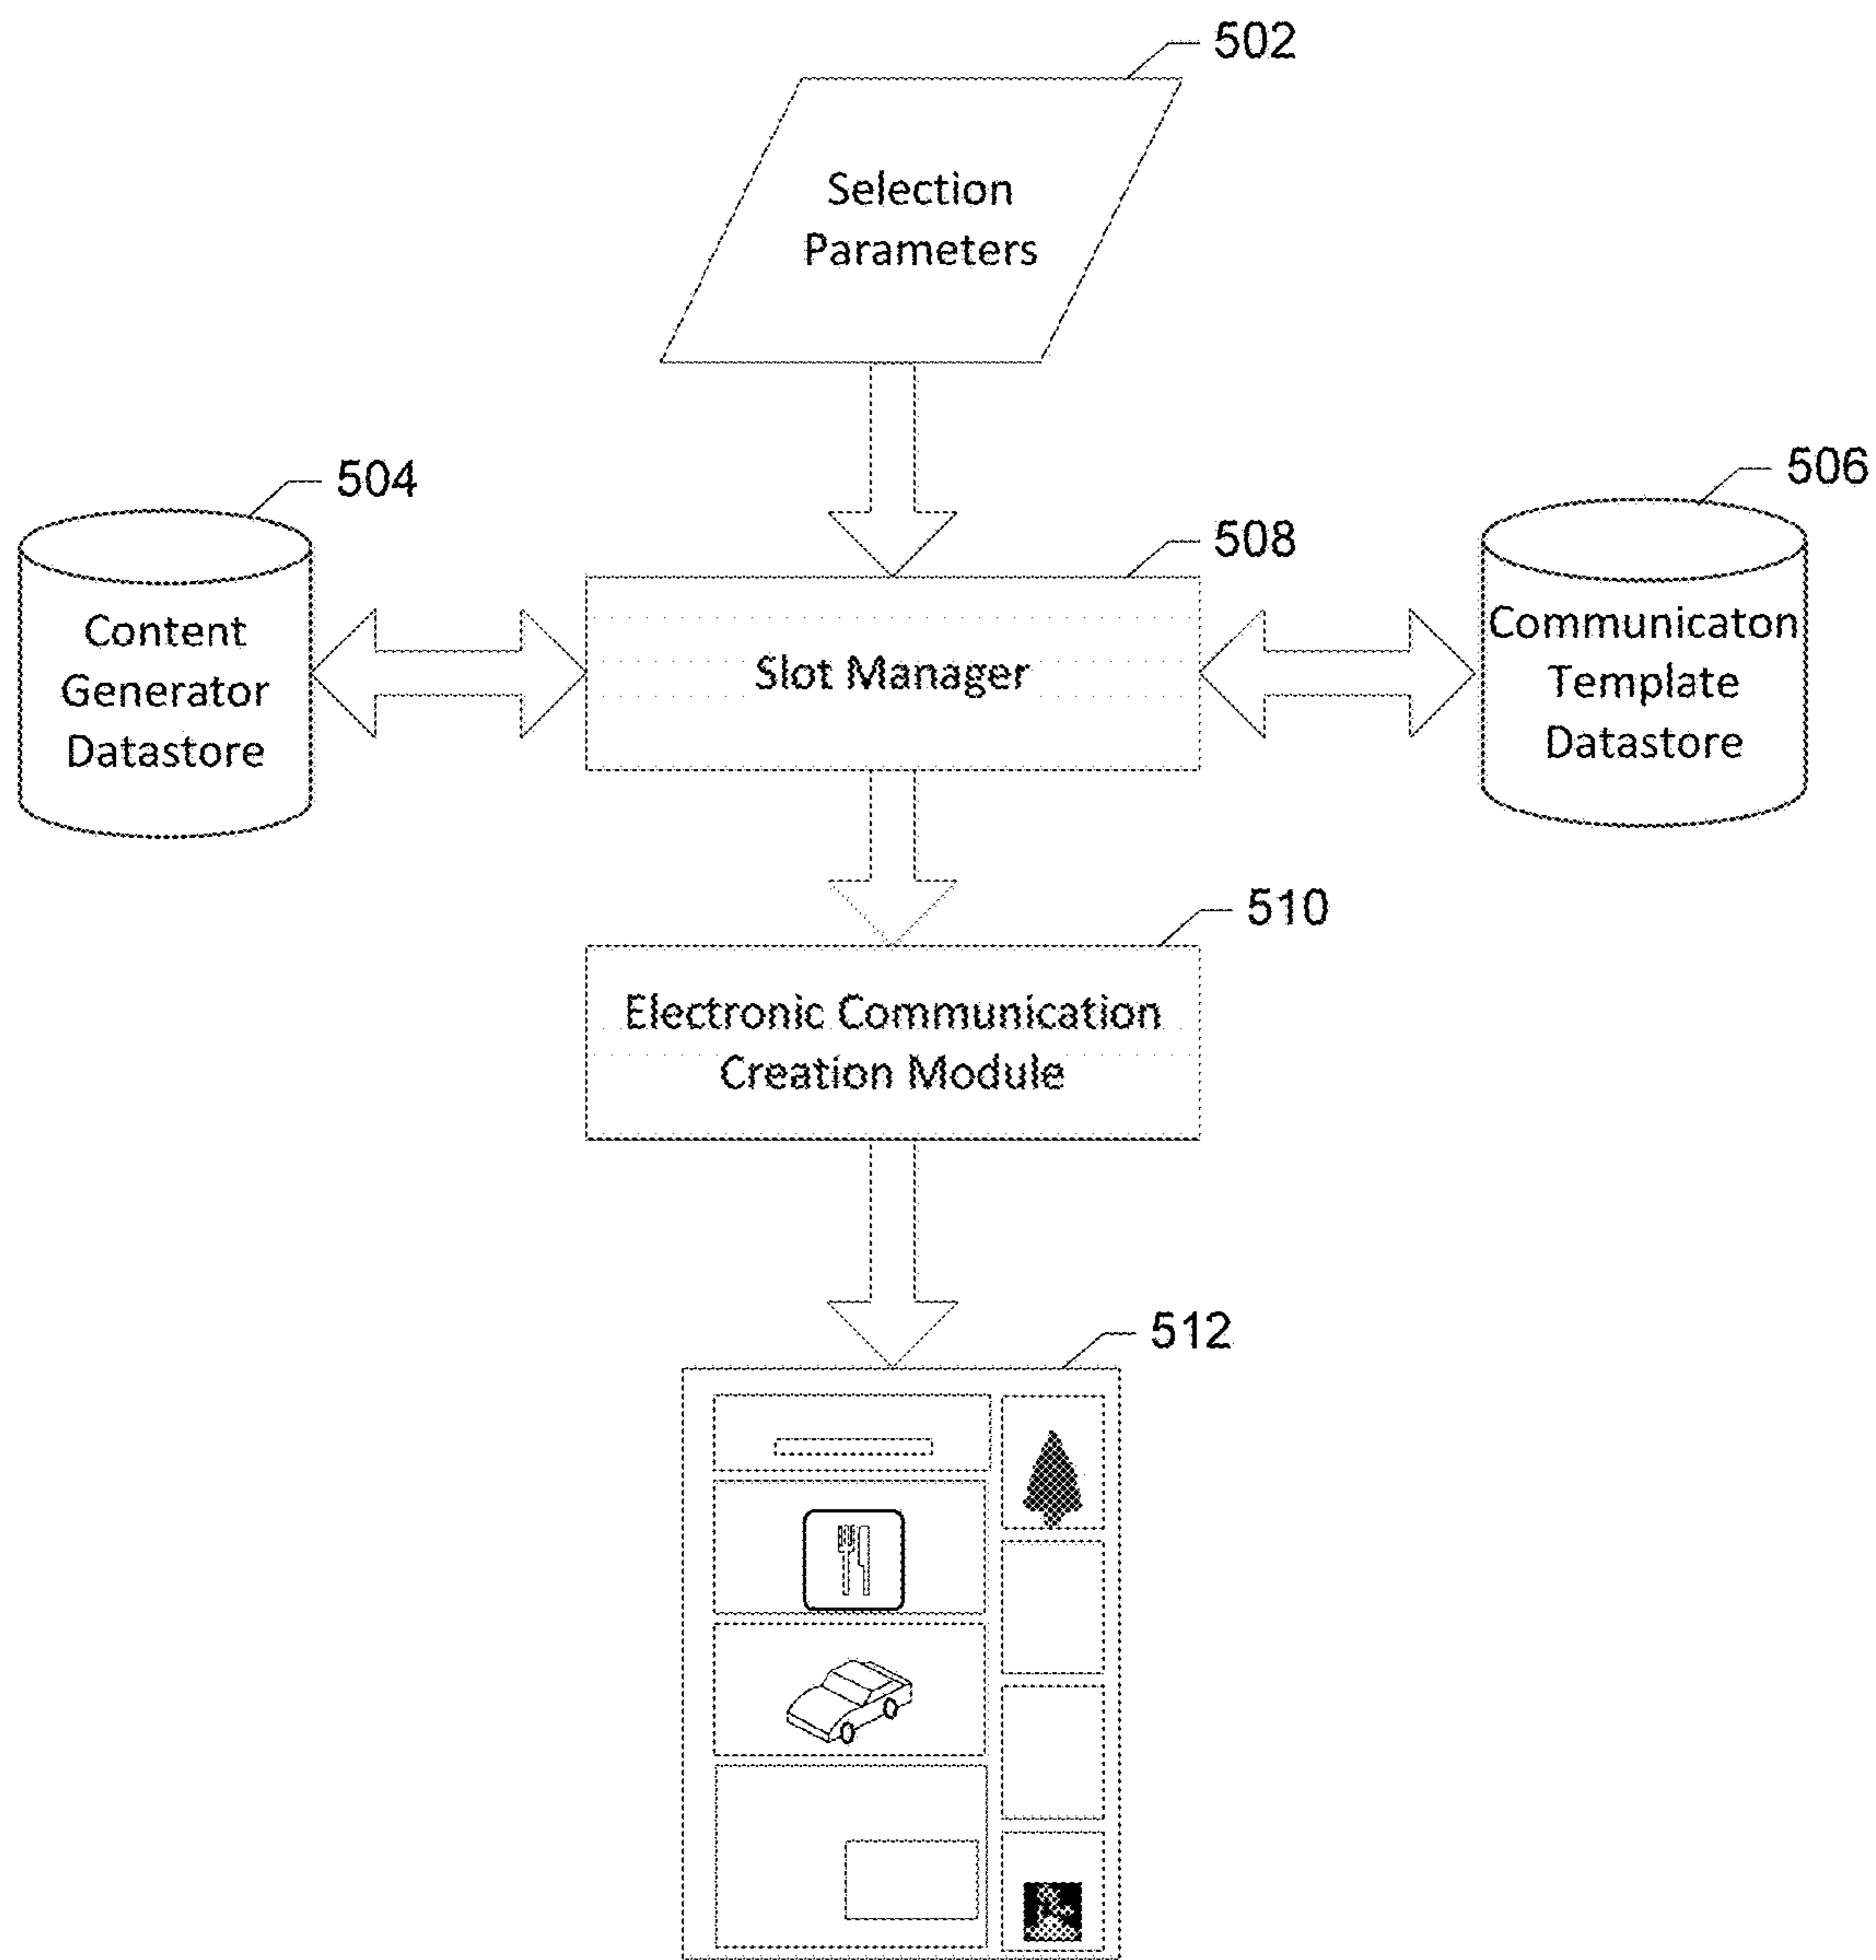 502
Selection
Parameters
504
506
508
Content
Generator
Datastore
Slot Manager
Communicaton
Template
Datastore
510
Electronic Communication
Creation Module
512